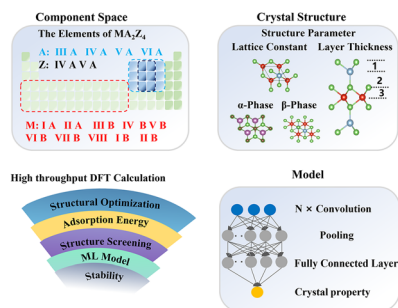 Component Space
The Elements of MA₂Z₄
A: III A IV A V A VI A
Z: IV A V A
M: I A II A III B IV B V B
VI B VII B VIII I B II B
Crystal Structure
Structure Parameter
Lattice Constant Layer Thickness
1
2
3
α-Phase β-Phase
High throughput DFT Calculation
Structural Optimization
Adsorption Energy
Structure Screening
ML Model
Stability
Model
N × Convolution
Pooling
Fully Connected Layer
Crystal property